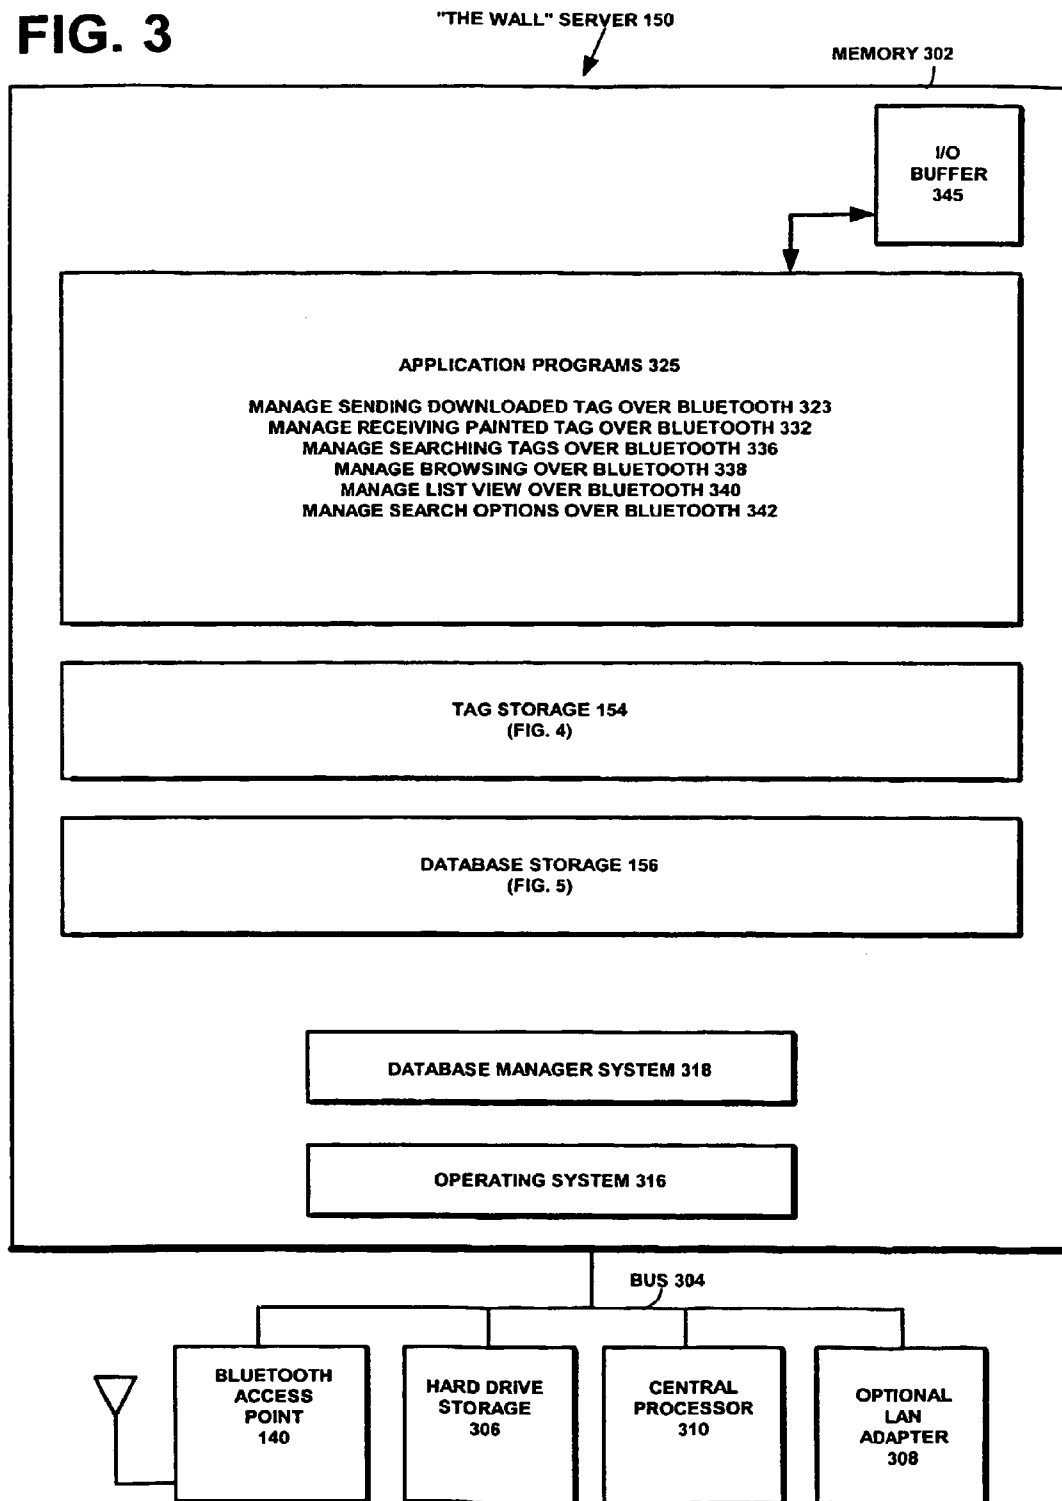 FIG. 3
"THE WALL" SERVER 150
MEMORY 302
I/O
BUFFER
345
APPLICATION PROGRAMS 325
MANAGE SENDING DOWNLOADED TAG OVER BLUETOOTH 323
MANAGE RECEIVING PAINTED TAG OVER BLUETOOTH 332
MANAGE SEARCHING TAGS OVER BLUETOOTH 336
MANAGE BROWSING OVER BLUETOOTH 338
MANAGE LIST VIEW OVER BLUETOOTH 340
MANAGE SEARCH OPTIONS OVER BLUETOOTH 342
TAG STORAGE 154
(FIG. 4)
DATABASE STORAGE 156
(FIG. 5)
DATABASE MANAGER SYSTEM 318
OPERATING SYSTEM 316
BUS 304
BLUETOOTH
ACCESS
POINT
140
HARD DRIVE
STORAGE
306
CENTRAL
PROCESSOR
310
OPTIONAL
LAN
ADAPTER
308